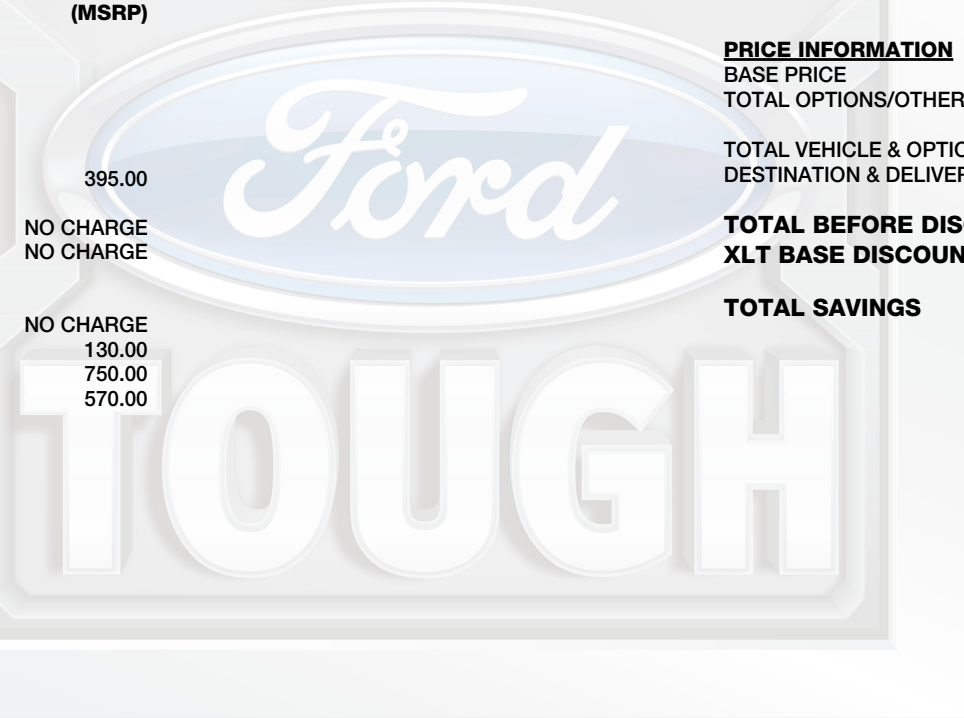 (MSRP)
395.00
NO CHARGE
NO CHARGE
NO CHARGE
130.00
750.00
570.00
Ford
TOUGH
PRICE INFORMATION
BASE PRICE
TOTAL OPTIONS/OTHER
TOTAL VEHICLE & OPTIO
DESTINATION & DELIVER
TOTAL BEFORE DIS
XLT BASE DISCOUN
TOTAL SAVINGS